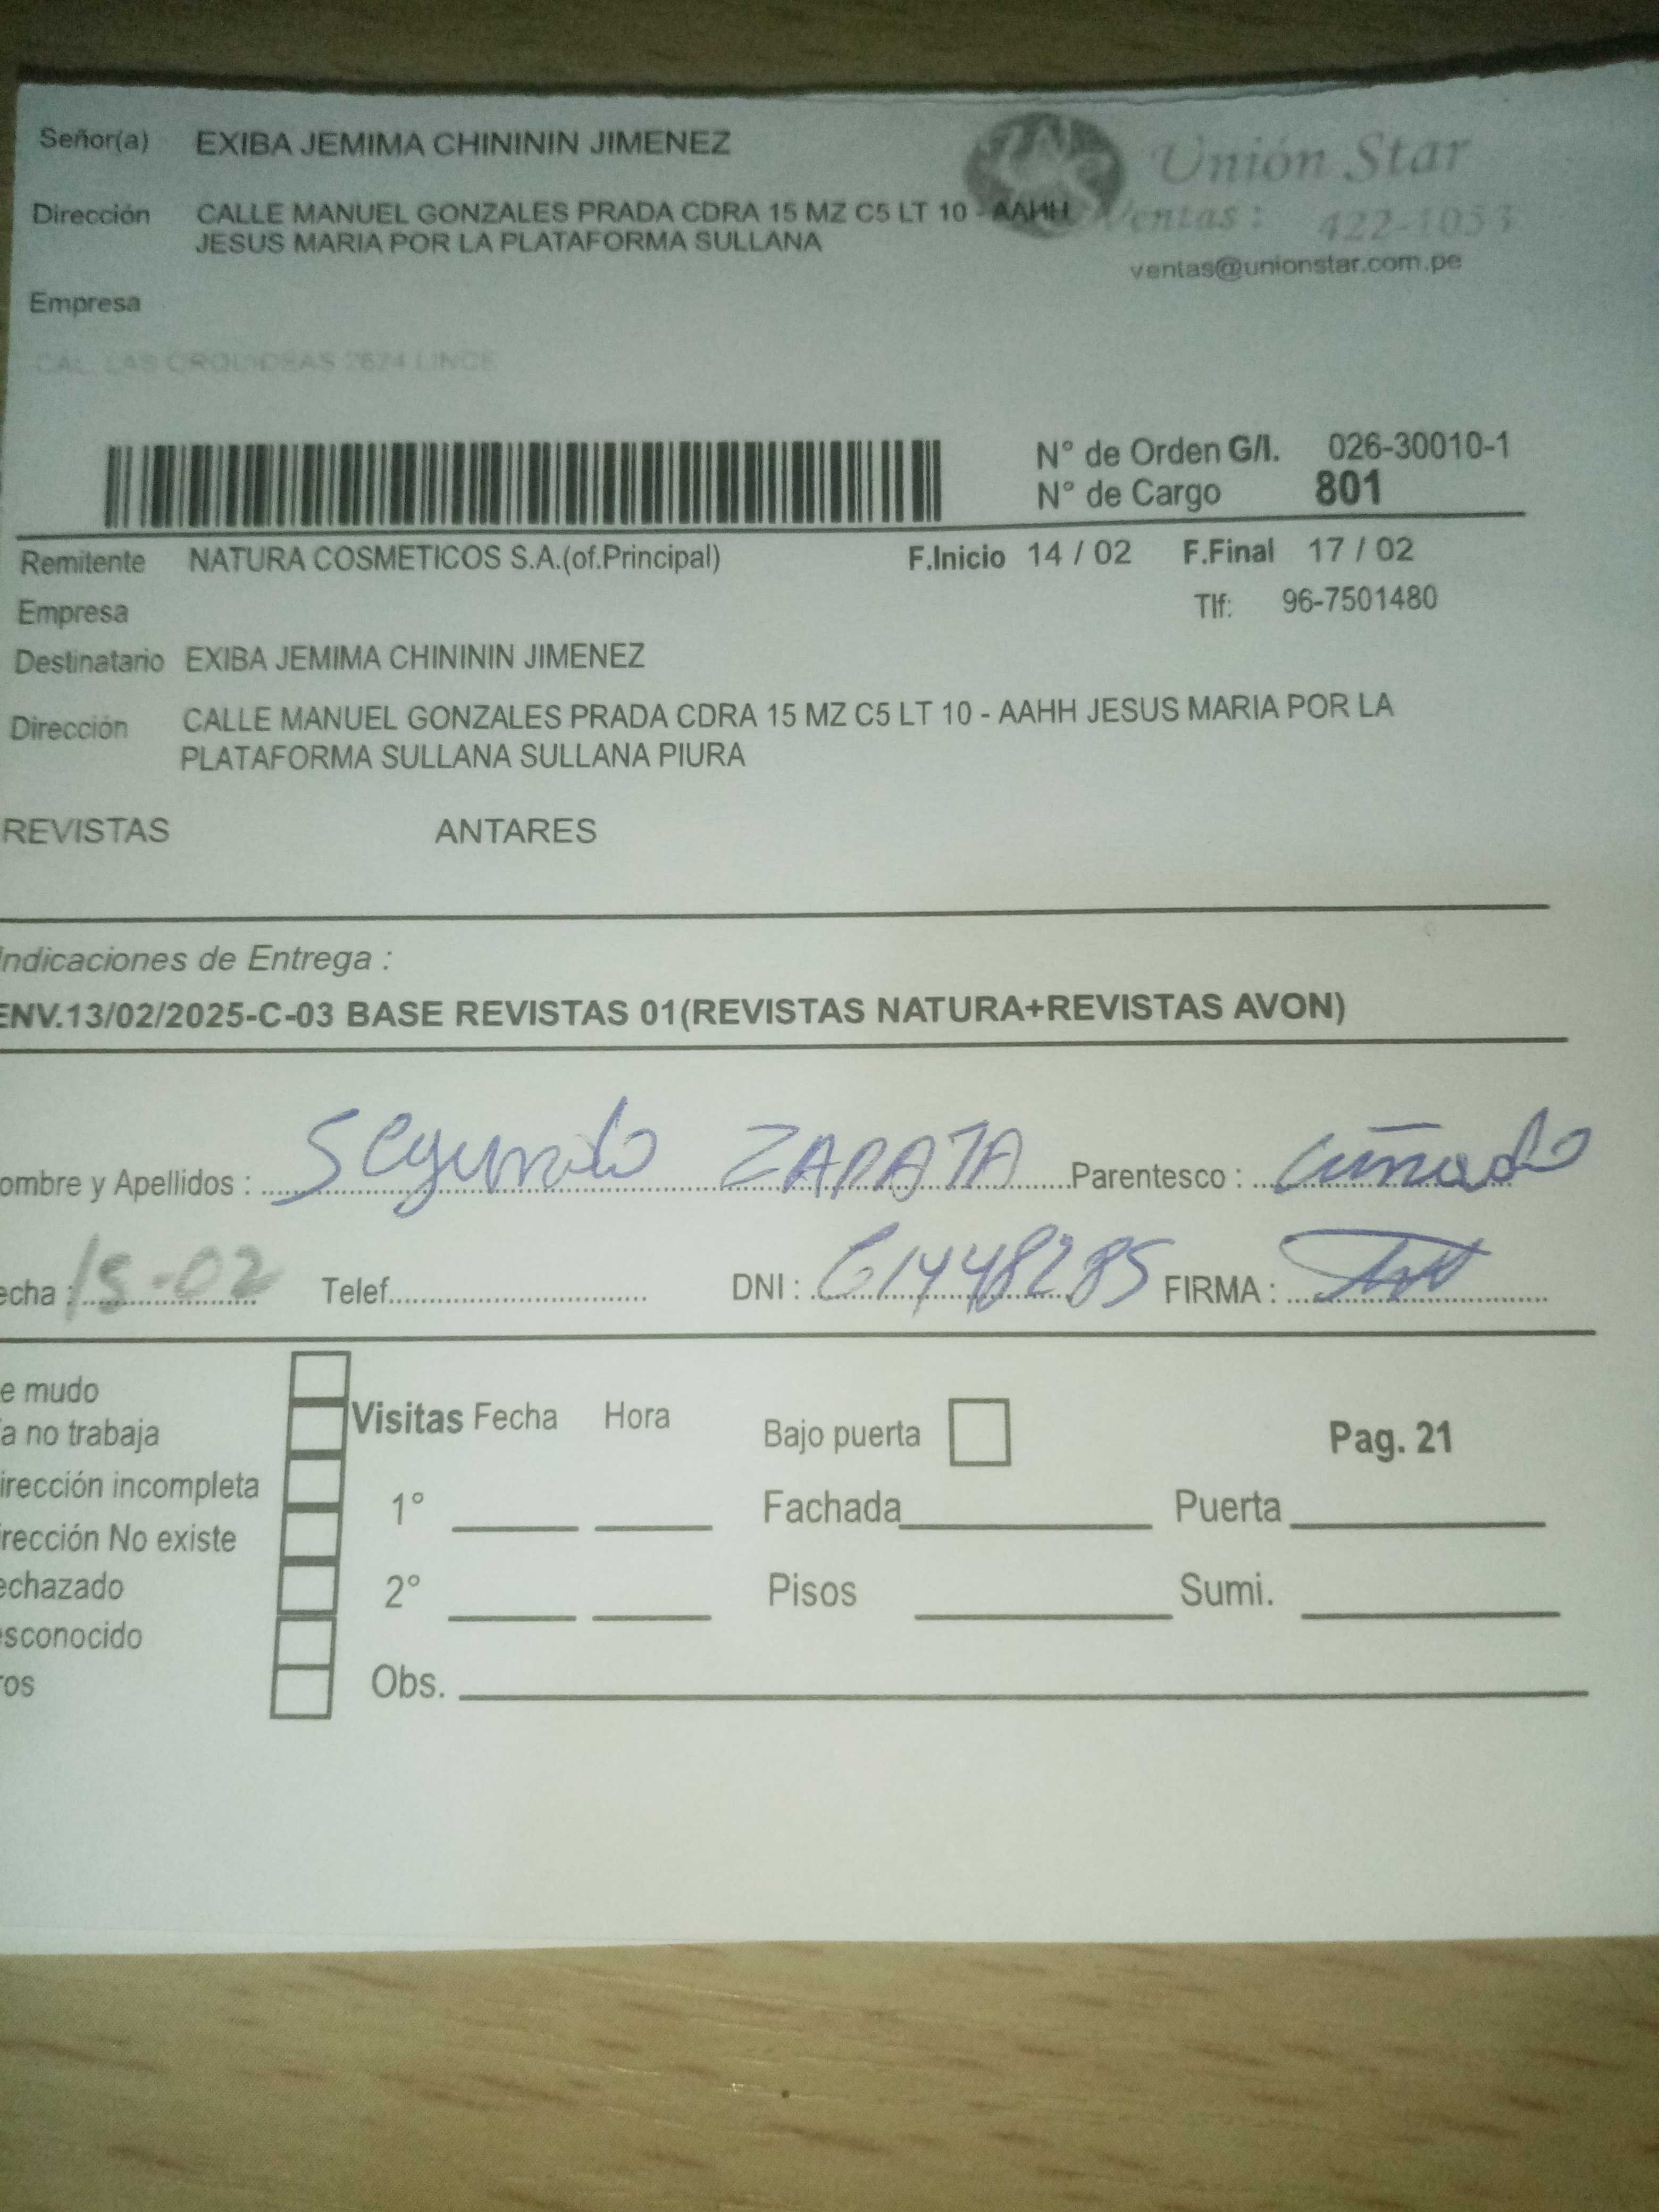 Señor(a) EXIBA JEMIMA CHINININ JIMENEZ
Unión Star
Dirección CALLE MANUEL GONZALES PRADA CDRA 15 MZ C5 LT 10 - AAHH
JESUS MARIA POR LA PLATAFORMA SULLANA
Ventas : 422-1053
ventas@unionstar.com.pe
Empresa
CAL. LAS ORQUIDEAS 2624 LINCE
N° de Orden G/I. 026-30010-1
N° de Cargo 801
Remitente NATURA COSMETICOS S.A.(of.Principal) F.Inicio 14 / 02 F.Final 17 / 02
Empresa Tlf: 96-7501480
Destinatario EXIBA JEMIMA CHINININ JIMENEZ
Dirección CALLE MANUEL GONZALES PRADA CDRA 15 MZ C5 LT 10 - AAHH JESUS MARIA POR LA
PLATAFORMA SULLANA SULLANA PIURA
REVISTAS ANTARES
Indicaciones de Entrega :
ENV.13/02/2025-C-03 BASE REVISTAS 01(REVISTAS NATURA+REVISTAS AVON)
ombre y Apellidos : Segundo ZAPATA Parentesco : cuñado
echa : 15-02 Telef. DNI : 61448285 FIRMA :
e mudo
a no trabaja
Visitas Fecha Hora Bajo puerta Pag. 21
irección incompleta
1° Fachada Puerta
irección No existe
echazado
2° Pisos Sumi.
esconocido
ros
Obs.